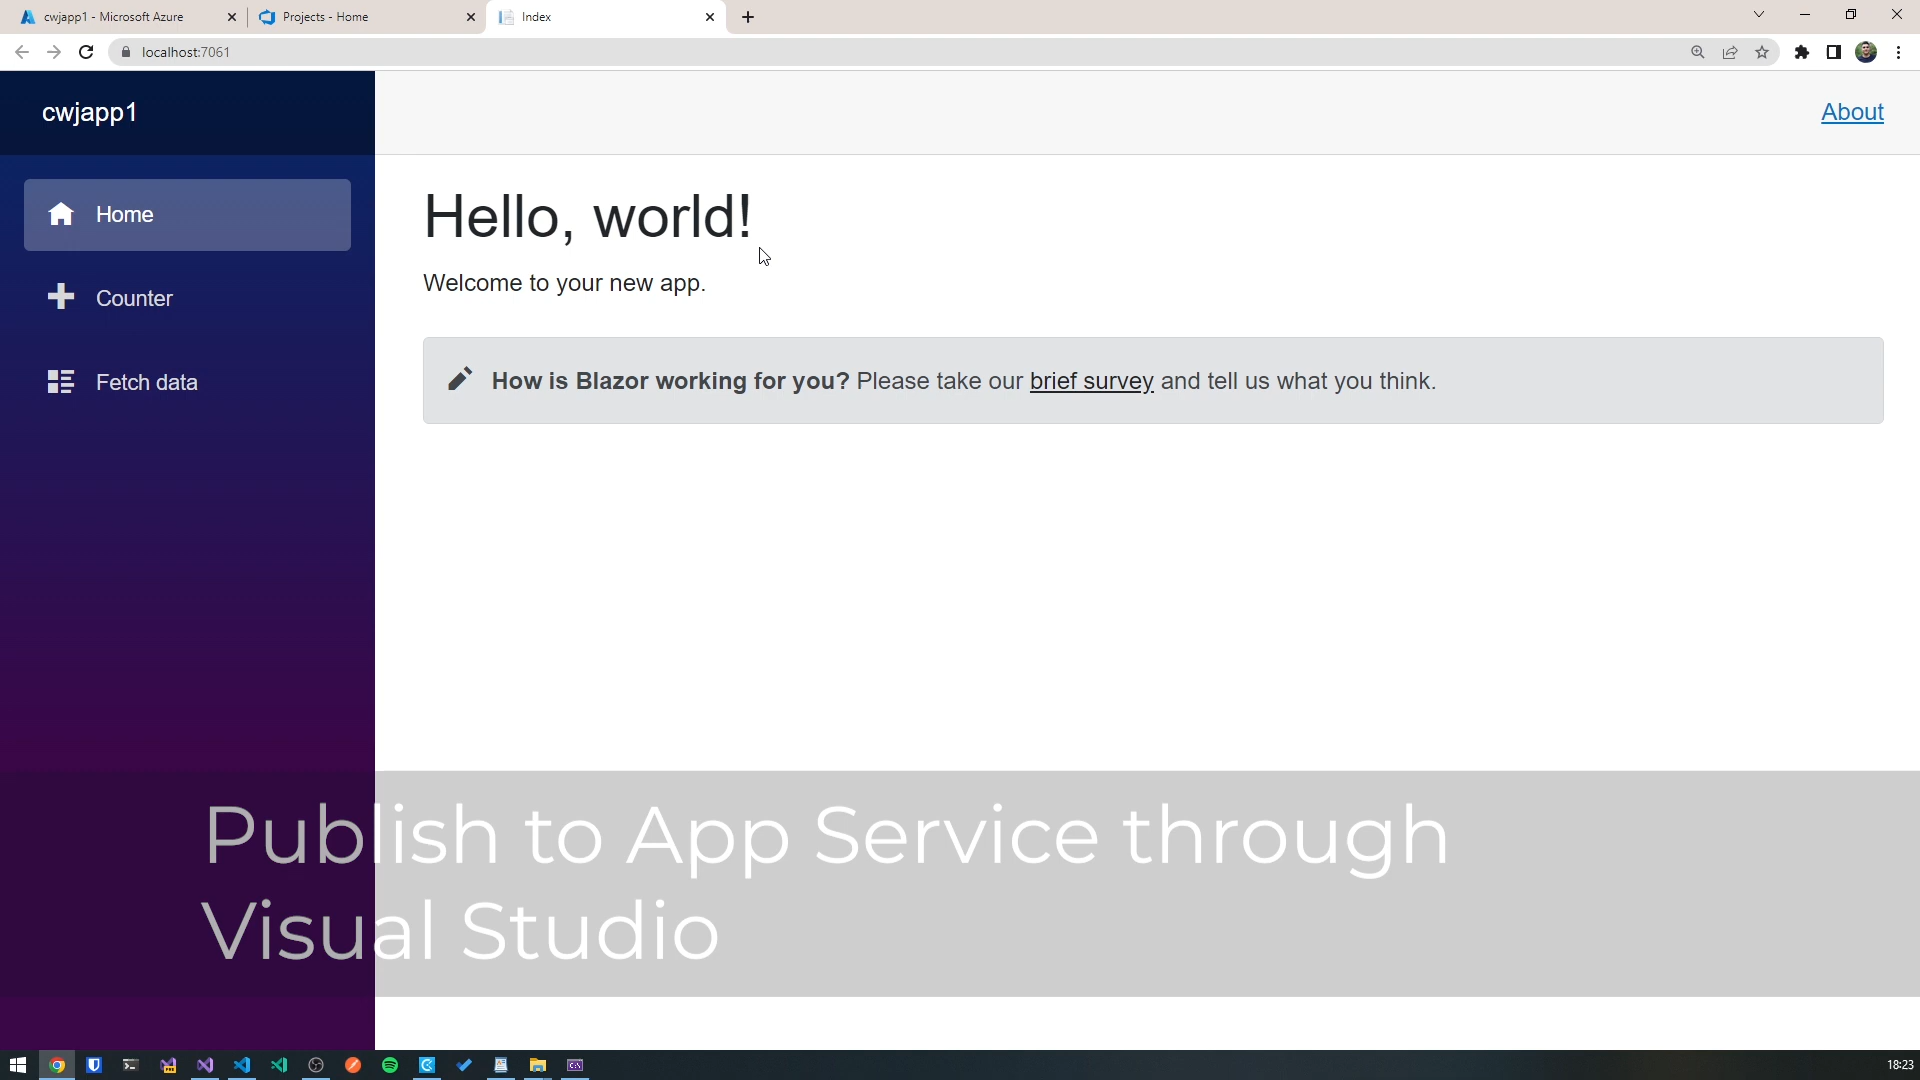 cwjapp1 - Microsoft Azure
Projects - Home
Index
localhost:7061
cwjapp1
About
Home
Hello, world!
Welcome to your new app.
Counter
Fetch data
How is Blazor working for you? Please take our brief survey and tell us what you think.
Publish to App Service through
Visual Studio
18:23